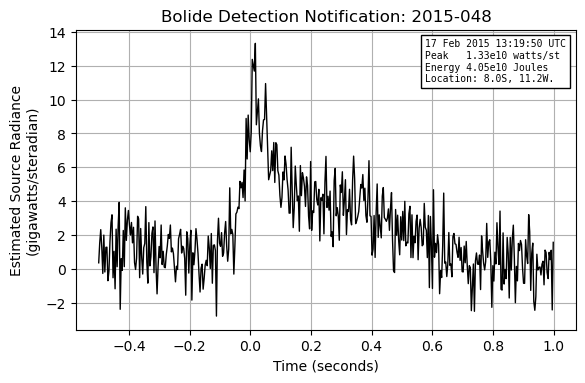 Bolide Detection Notification: 2015-048
17 Feb 2015 13:19:50 UTC
Peak   1.33e10 watts/st
Energy 4.05e10 Joules
Location: 8.0S, 11.2W.
Estimated Source Radiance
(gigawatts/steradian)
14
12
10
8
6
4
2
0
−2
−0.4
−0.2
0.0
0.2
0.4
0.6
0.8
1.0
Time (seconds)